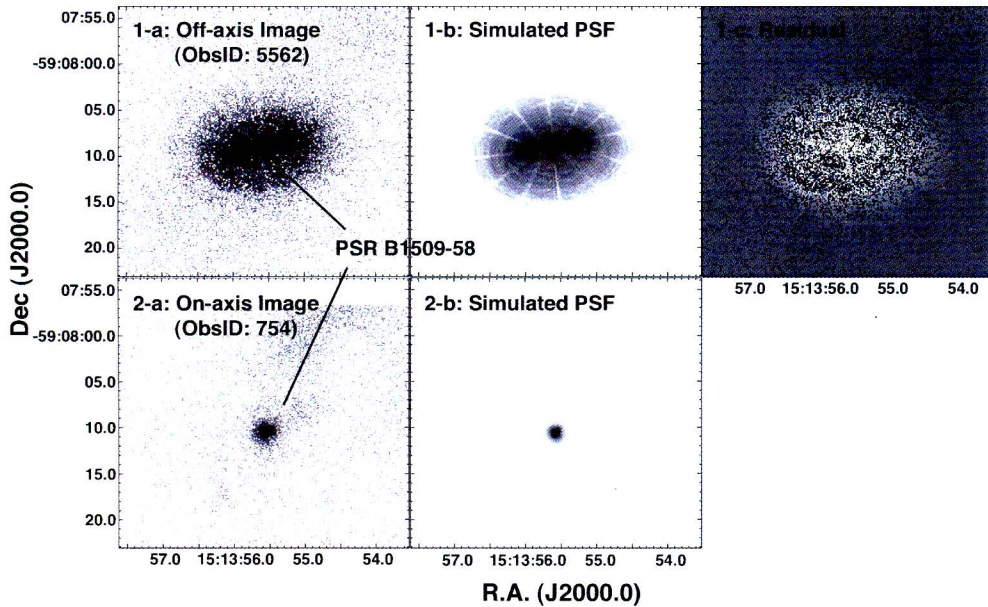 1-a: Off-axis Image
(ObsID: 5562)
1-b: Simulated PSF
1-c: Residual
07:55.0
-59:08:00.0
05.0
10.0
15.0
20.0
PSR B1509-58
57.0 15:13:56.0 55.0 54.0
2-a: On-axis Image
(ObsID: 754)
2-b: Simulated PSF
07:55.0
-59:08:00.0
05.0
10.0
15.0
20.0
Dec (J2000.0)
57.0 15:13:56.0 55.0 54.0
57.0 15:13:56.0 55.0 54.0
R.A. (J2000.0)